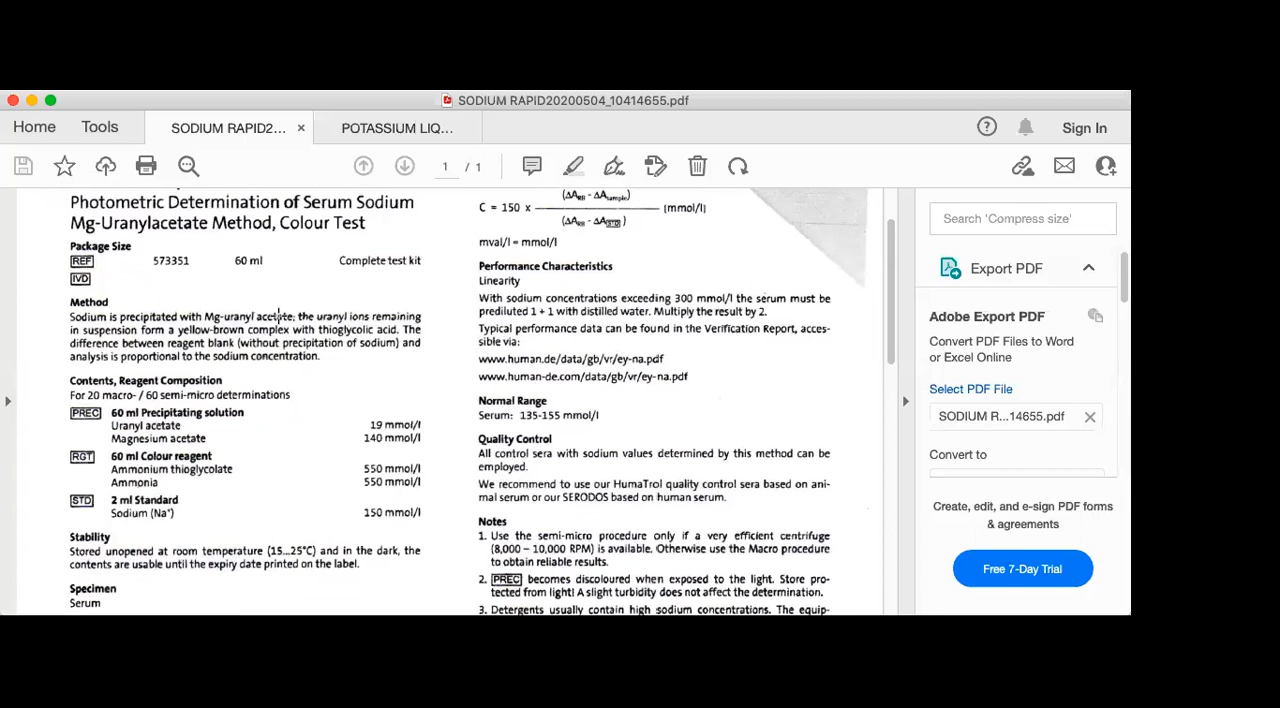 SODIUM RAPID20200504_10414655.pdf
Home
Tools
SODIUM RAPID2...
×
POTASSIUM LIQ...
?
Sign In
1 / 1
Photometric Determination of Serum Sodium
Mg-Uranylacetate Method, Colour Test
Package Size
REF 573351 60 ml Complete test kit
IVD
Method
Sodium is precipitated with Mg-uranyl acetate; the uranyl ions remaining
in suspension form a yellow-brown complex with thioglycolic acid. The
difference between reagent blank (without precipitation of sodium) and
analysis is proportional to the sodium concentration.
Contents, Reagent Composition
For 20 macro- / 60 semi-micro determinations
PREC 60 ml Precipitating solution
Uranyl acetate 19 mmol/l
Magnesium acetate 140 mmol/l
RGT 60 ml Colour reagent
Ammonium thioglycolate 550 mmol/l
Ammonia 550 mmol/l
STD 2 ml Standard
Sodium (Na⁺) 150 mmol/l
Stability
Stored unopened at room temperature (15...25°C) and in the dark, the
contents are usable until the expiry date printed on the label.
Specimen
Serum
(ΔA_RB - ΔA_sample)
C = 150 x [mmol/l]
(ΔA_RB - ΔA_STD)
mval/l = mmol/l
Performance Characteristics
Linearity
With sodium concentrations exceeding 300 mmol/l the serum must be
prediluted 1 + 1 with distilled water. Multiply the result by 2.
Typical performance data can be found in the Verification Report, acces-
sible via:
www.human.de/data/gb/vr/ey-na.pdf
www.human-de.com/data/gb/vr/ey-na.pdf
Normal Range
Serum: 135-155 mmol/l
Quality Control
All control sera with sodium values determined by this method can be
employed.
We recommend to use our HumaTrol quality control sera based on ani-
mal serum or our SERODOS based on human serum.
Notes
1. Use the semi-micro procedure only if a very efficient centrifuge
(8,000 – 10,000 RPM) is available. Otherwise use the Macro procedure
to obtain reliable results.
2. PREC becomes discoloured when exposed to the light. Store pro-
tected from light! A slight turbidity does not affect the determination.
3. Detergents usually contain high sodium concentrations. The equip-
Search 'Compress size'
Export PDF
Adobe Export PDF
Convert PDF Files to Word
or Excel Online
Select PDF File
SODIUM R...14655.pdf
Convert to
Create, edit, and e-sign PDF forms
& agreements
Free 7-Day Trial